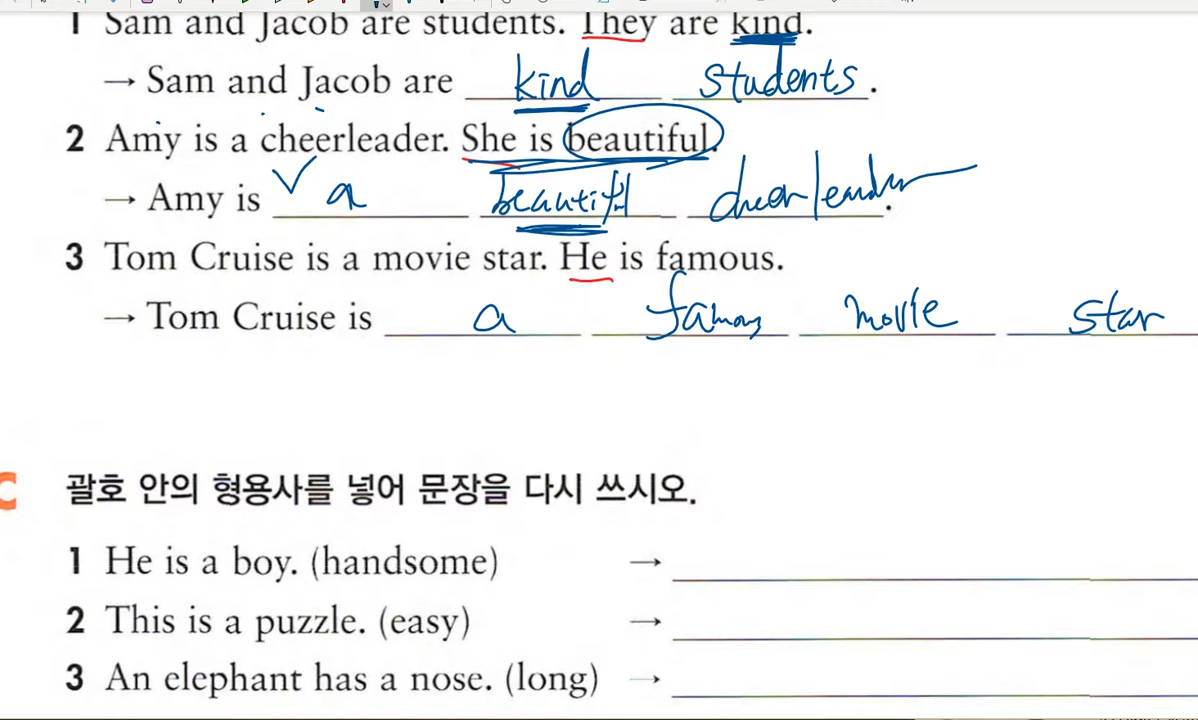 1 Sam and Jacob are students. They are kind.
→ Sam and Jacob are kind students.
2 Amy is a cheerleader. She is beautiful.
→ Amy is a beautifl cheerleader.
3 Tom Cruise is a movie star. He is famous.
→ Tom Cruise is a famous movie star
C 괄호 안의 형용사를 넣어 문장을 다시 쓰시오.
1 He is a boy. (handsome) →
2 This is a puzzle. (easy) →
3 An elephant has a nose. (long) →